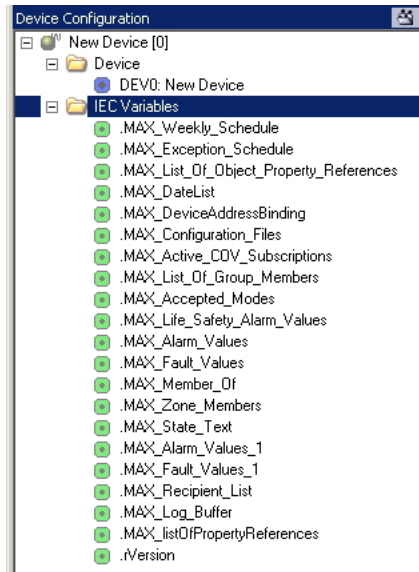 Device Configuration
New Device [0]
Device
DEV0: New Device
IEC Variables
.MAX_Weekly_Schedule
.MAX_Exception_Schedule
.MAX_List_Of_Object_Property_References
.MAX_DateList
.MAX_DeviceAddressBinding
.MAX_Configuration_Files
.MAX_Active_COV_Subscriptions
.MAX_List_Of_Group_Members
.MAX_Accepted_Modes
.MAX_Life_Safety_Alarm_Values
.MAX_Alarm_Values
.MAX_Fault_Values
.MAX_Member_Of
.MAX_Zone_Members
.MAX_State_Text
.MAX_Alarm_Values_1
.MAX_Fault_Values_1
.MAX_Recipient_List
.MAX_Log_Buffer
.MAX_listOfPropertyReferences
.rVersion